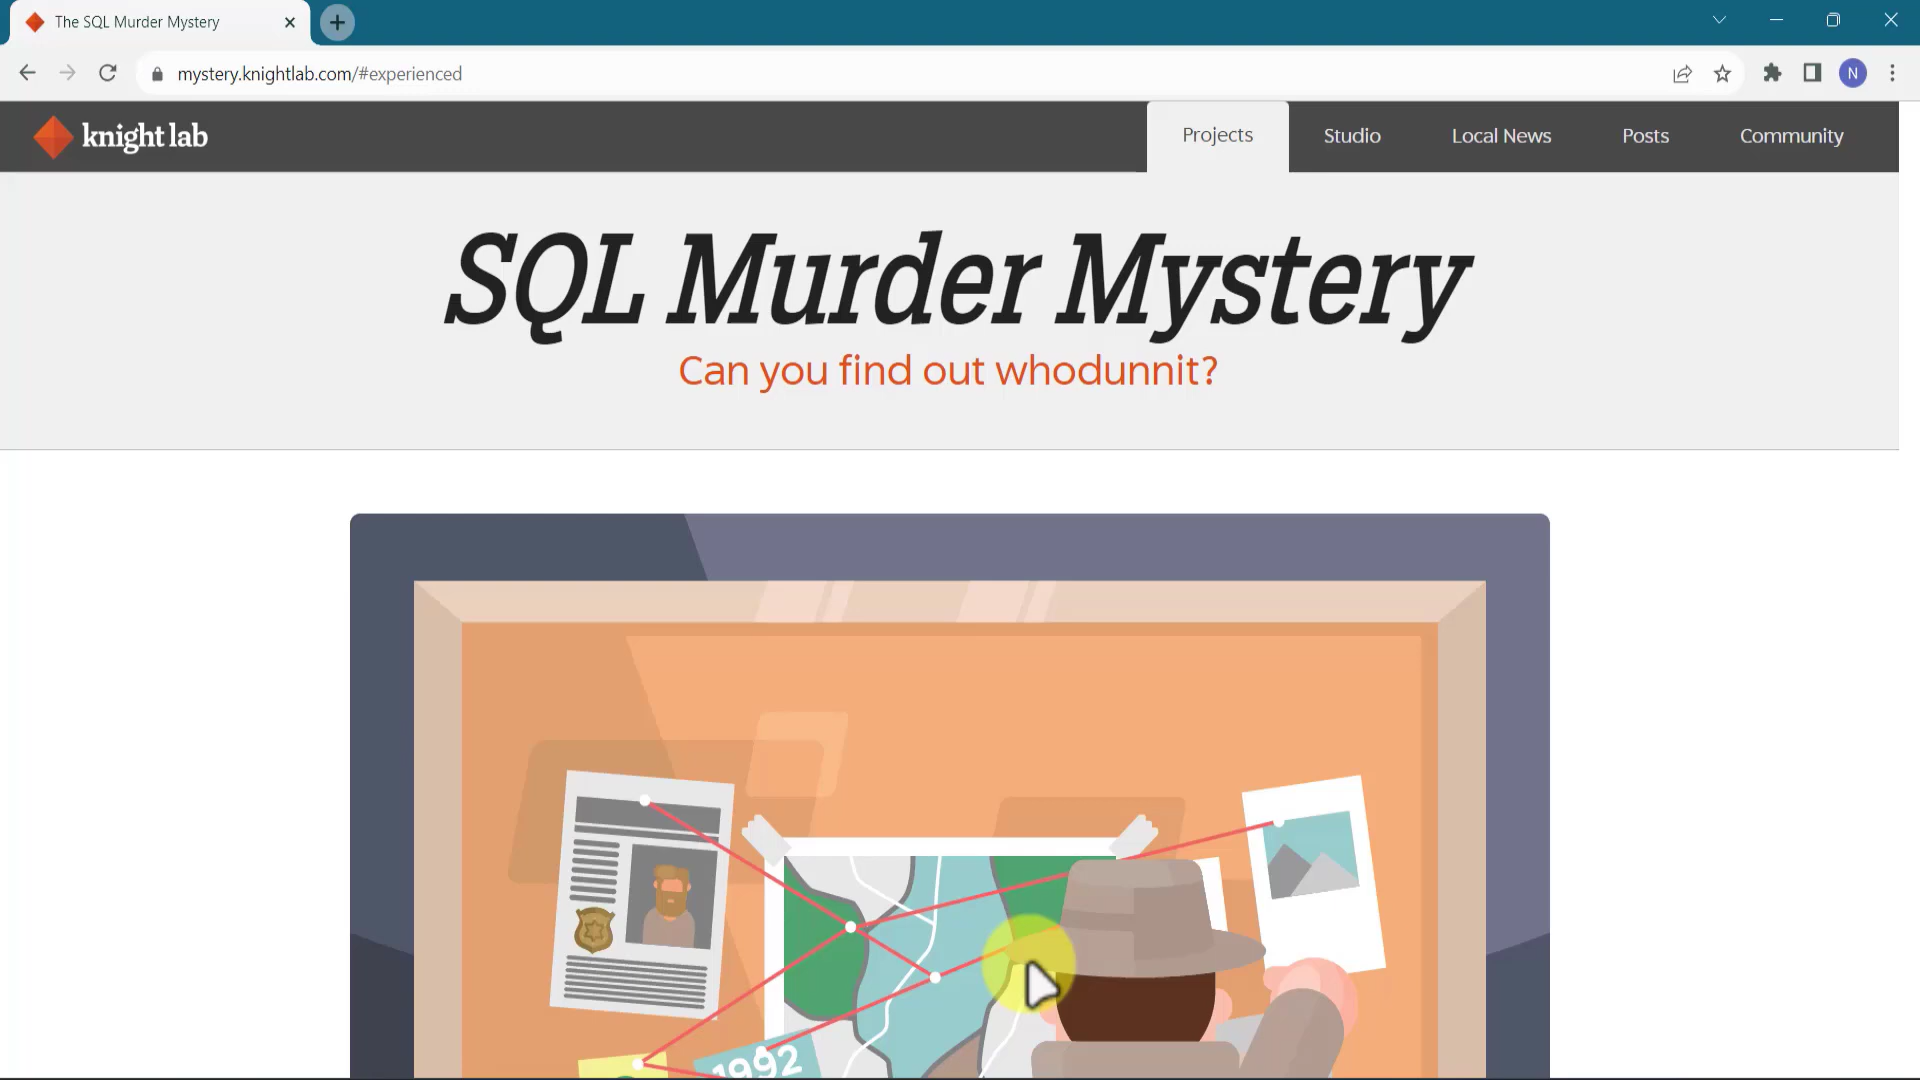 The SQL Murder Mystery
mystery.knightlab.com/#experienced
N
knight lab
Projects
Studio
Local News
Posts
Community
SQL Murder Mystery
Can you find out whodunnit?
1992